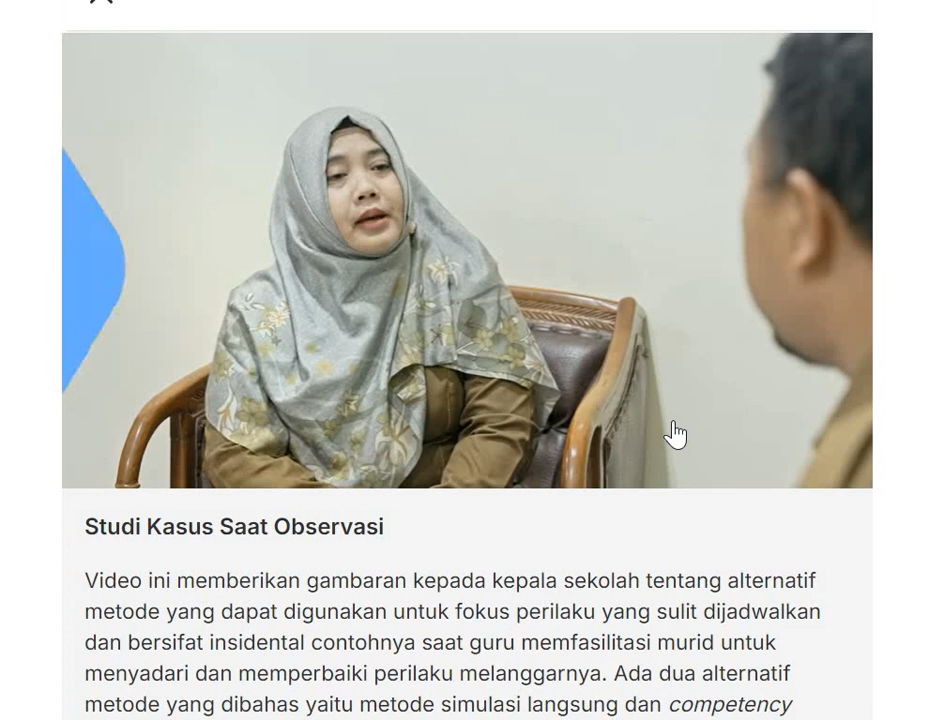 Studi Kasus Saat Observasi
Video ini memberikan gambaran kepada kepala sekolah tentang alternatif
metode yang dapat digunakan untuk fokus perilaku yang sulit dijadwalkan
dan bersifat insidental contohnya saat guru memfasilitasi murid untuk
menyadari dan memperbaiki perilaku melanggarnya. Ada dua alternatif
metode yang dibahas yaitu metode simulasi langsung dan competency